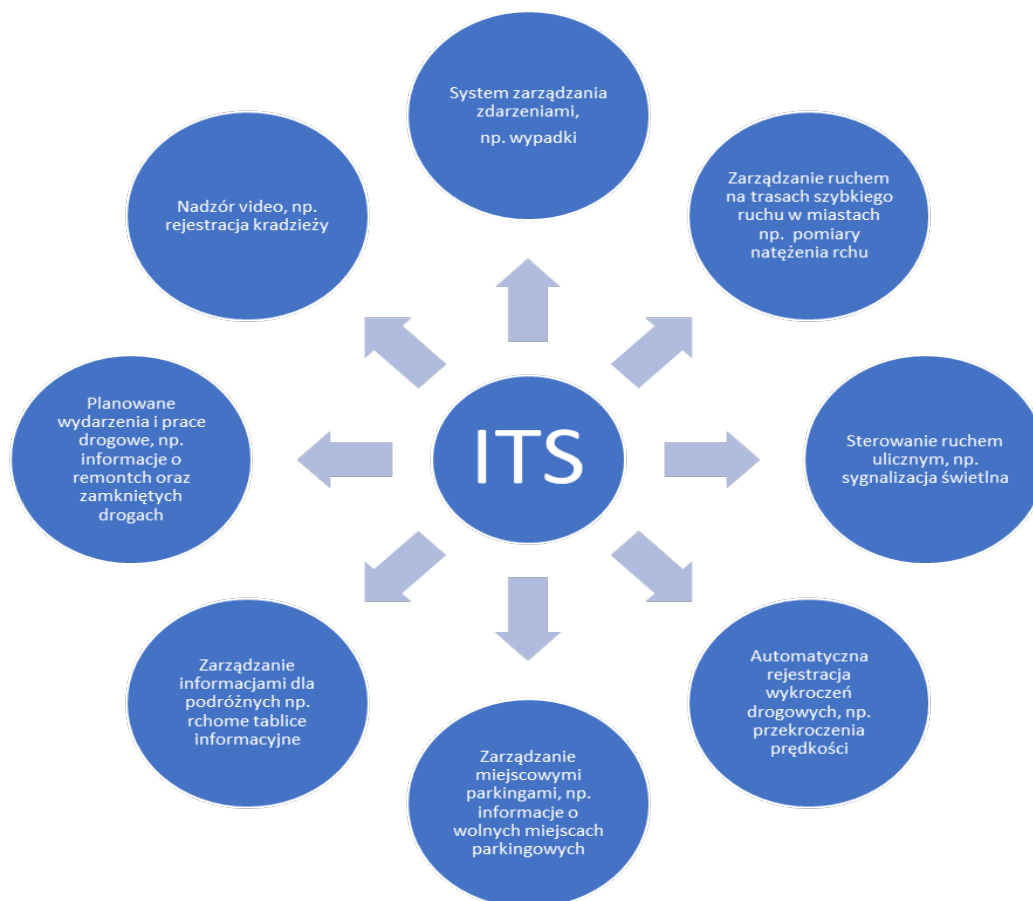 System zarządzania
zdarzeniami,
np. wypadki
Zarządzanie ruchem
na trasach szybkiego
ruchu w miastach
np. pomiary
natężenia rchu
Sterowanie ruchem
ulicznym, np.
sygnalizacja świetlna
Automatyczna
rejestracja
wykroczeń
drogowych, np.
przekroczenia
prędkości
Zarządzanie
miejscowymi
parkingami, np.
informacje o
wolnych miejscach
parkingowych
Zarządzanie
informacjami dla
podróżnych np.
rchome tablice
informacyjne
Planowane
wydarzenia i prace
drogowe, np.
informacje o
remontch oraz
zamkniętych
drogach
Nadzór video, np.
rejestracja kradzieży
ITS